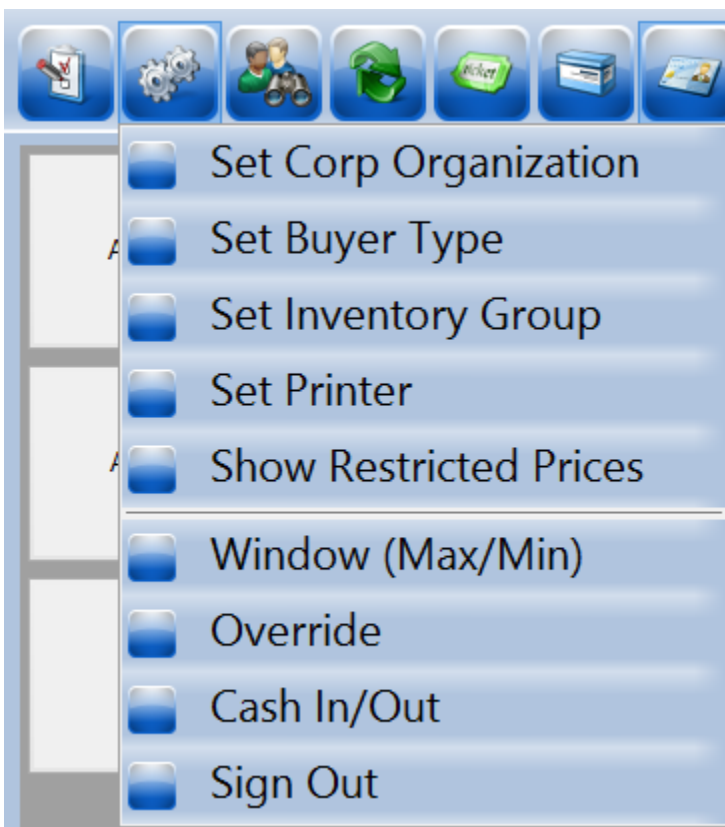 ticket
Set Corp Organization
Set Buyer Type
Set Inventory Group
Set Printer
Show Restricted Prices
Window (Max/Min)
Override
Cash In/Out
Sign Out
A
A